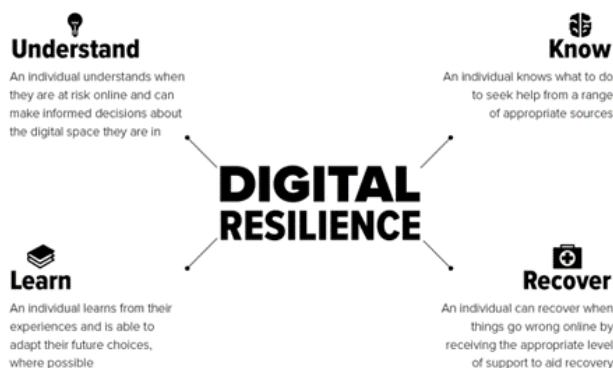 Understand
An individual understands when
they are at risk online and can
make informed decisions about
the digital space they are in
Know
An individual knows what to do
to seek help from a range
of appropriate sources
DIGITAL
RESILIENCE
Learn
An individual learns from their
experiences and is able to
adapt their future choices,
where possible
Recover
An individual can recover when
things go wrong online by
receiving the appropriate level
of support to aid recovery